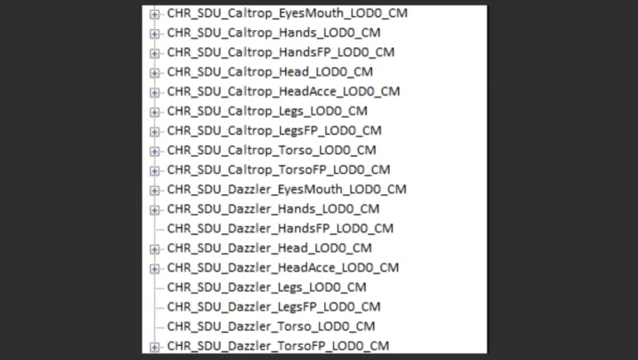 CHR_SDU_Caltrop_EyesMouth_LOD0_CM
CHR_SDU_Caltrop_Hands_LOD0_CM
CHR_SDU_Caltrop_HandsFP_LOD0_CM
CHR_SDU_Caltrop_Head_LOD0_CM
CHR_SDU_Caltrop_HeadAcce_LOD0_CM
CHR_SDU_Caltrop_Legs_LOD0_CM
CHR_SDU_Caltrop_LegsFP_LOD0_CM
CHR_SDU_Caltrop_Torso_LOD0_CM
CHR_SDU_Caltrop_TorsoFP_LOD0_CM
CHR_SDU_Dazzler_EyesMouth_LOD0_CM
CHR_SDU_Dazzler_Hands_LOD0_CM
CHR_SDU_Dazzler_HandsFP_LOD0_CM
CHR_SDU_Dazzler_Head_LOD0_CM
CHR_SDU_Dazzler_HeadAcce_LOD0_CM
CHR_SDU_Dazzler_Legs_LOD0_CM
CHR_SDU_Dazzler_LegsFP_LOD0_CM
CHR_SDU_Dazzler_Torso_LOD0_CM
CHR_SDU_Dazzler_TorsoFP_LOD0_CM